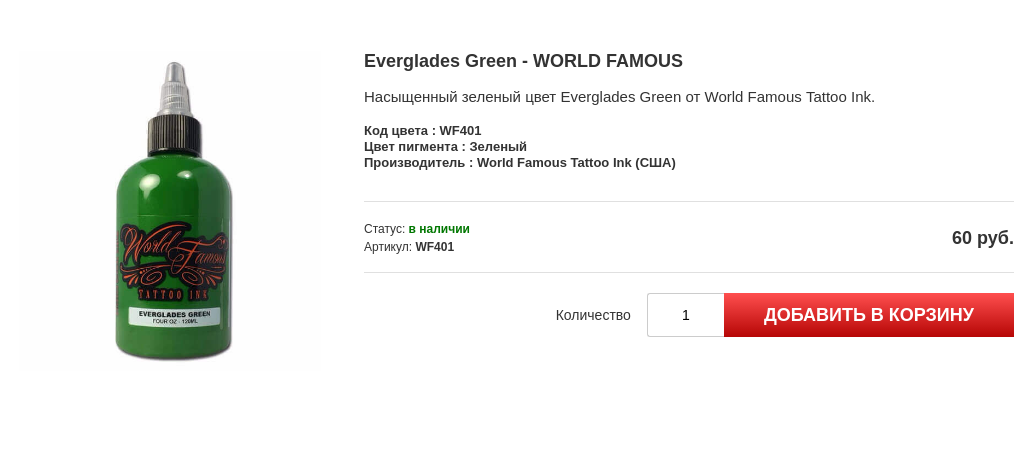 Everglades Green - WORLD FAMOUS
Насыщенный зеленый цвет Everglades Green от World Famous Tattoo Ink.
Код цвета : WF401
Цвет пигмента : Зеленый
Производитель : World Famous Tattoo Ink (США)
Статус: в наличии
Артикул: WF401
60 руб.
Количество 1 ДОБАВИТЬ В КОРЗИНУ
World Famous
TATTOO INK
EVERGLADES GREEN
FOUR OZ - 120ML